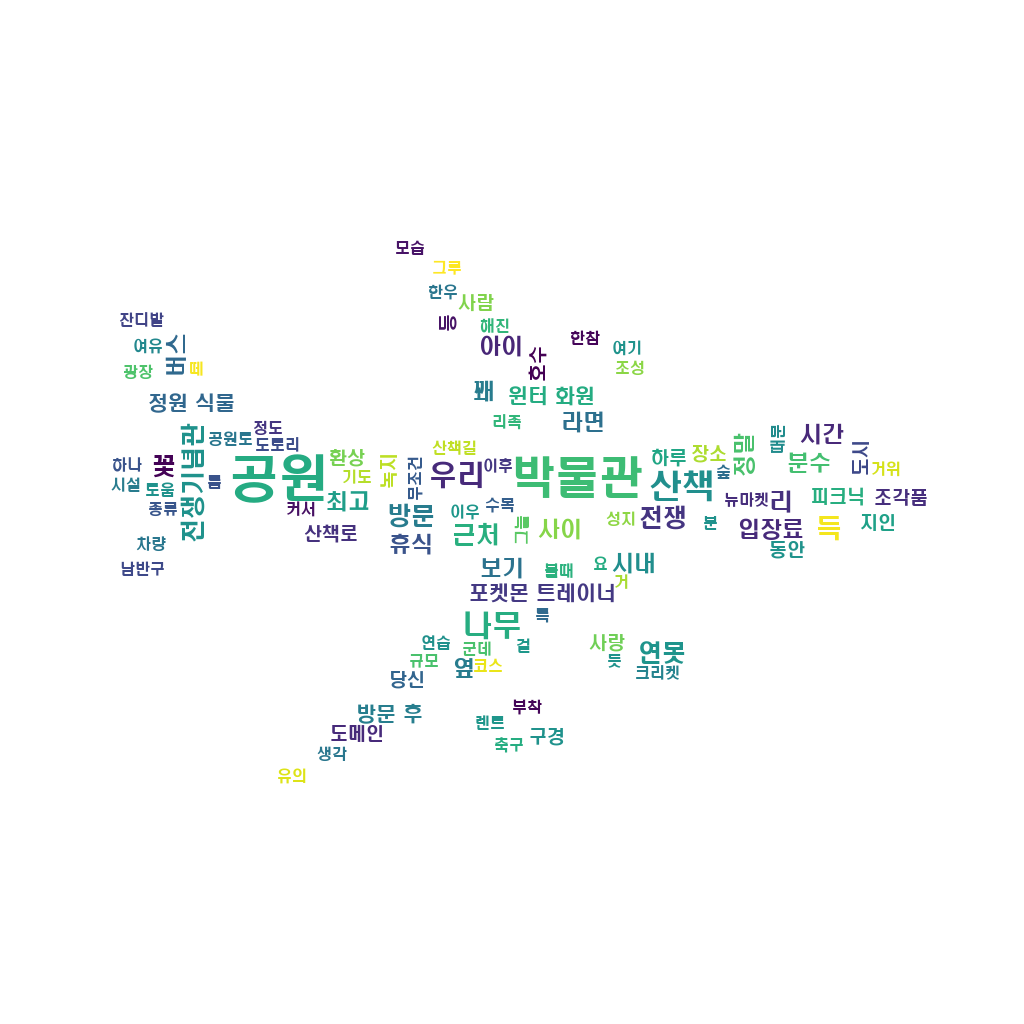 모습
그루
한우
사람
등
해진
잔디밭
여유
버스
광장
떼
아이
호수
한참
여기
조성
꽤
윈터 화원
정원 식물
리족
라면
정도
공원토
도토리
전쟁기념관
산책길
환상
기도
녹지
무조건
우리
이후
박물관
산책
하루
장소
숲
정말
때문
시간
분수
도시
거위
하나
꽃
시설
도움
종류
룹
공원
최고
커서
산책로
방문
휴식
이우
수목
근처
그늘
사이
성지
전쟁
분
뉴마켓
리
입장료
동안
피크닉
득
조각품
지인
차량
남반구
보기
볼때
요
시내
거
포켓몬 트레이너
특
나무
연습
군데
걸
규모
옆
코스
당신
사랑
듯
연못
크리켓
방문 후
도메인
생각
유의
부착
렌트
축구
구경